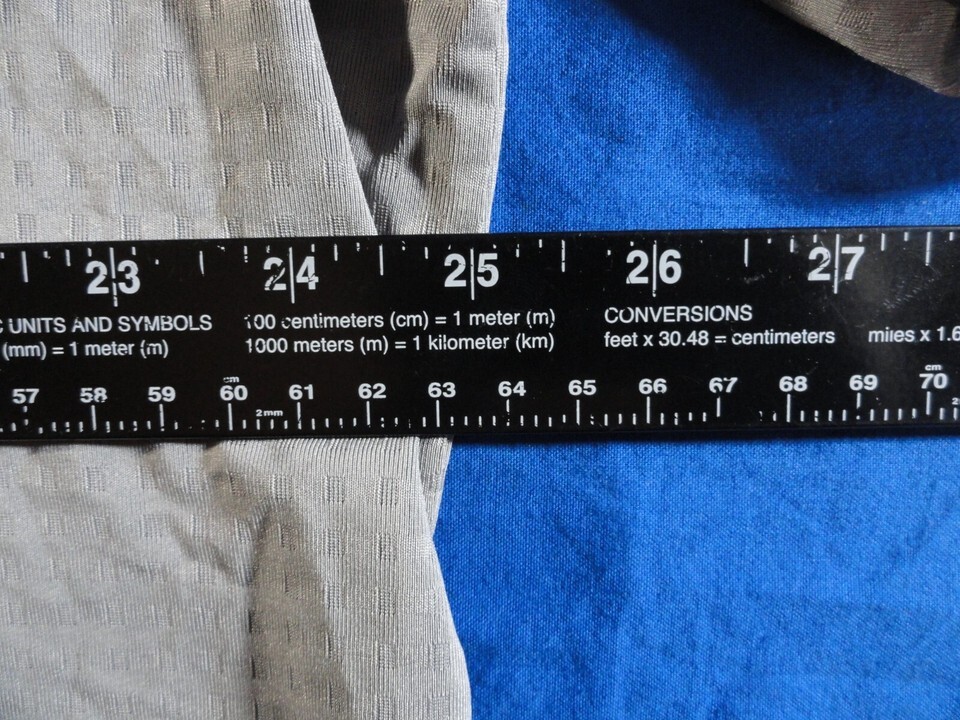 23 24 25 26 27
UNITS AND SYMBOLS 100 centimeters (cm) = 1 meter (m) CONVERSIONS
(mm) = 1 meter (m) 1000 meters (m) = 1 kilometer (km) feet x 30.48 = centimeters miles x 1.6
cm cm
57 58 59 60 61 62 63 64 65 66 67 68 69 70
2mm